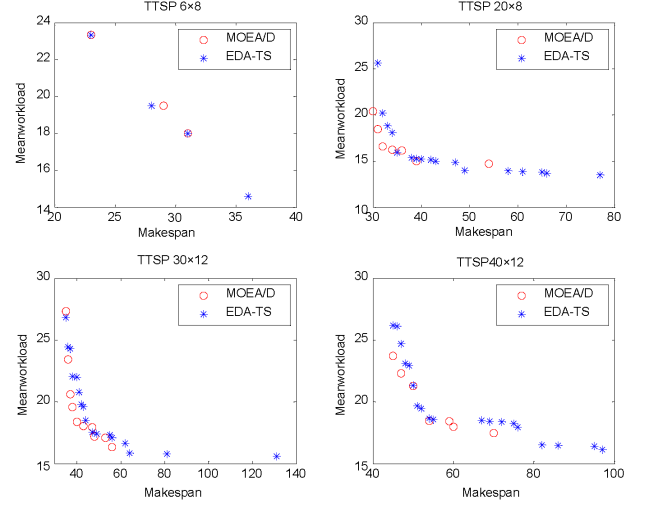 TTSP 6×8
24
22
20
18
16
14
20
25
30
35
40
Meanworkload
Makespan
MOEA/D
EDA-TS
TTSP 20×8
30
25
20
15
10
30
40
50
60
70
80
Meanworkload
Makespan
MOEA/D
EDA-TS
TTSP 30×12
30
25
20
15
40
60
80
100
120
140
Meanworkload
Makespan
MOEA/D
EDA-TS
TTSP40×12
30
25
20
15
40
60
80
100
Meanworkload
Makespan
MOEA/D
EDA-TS